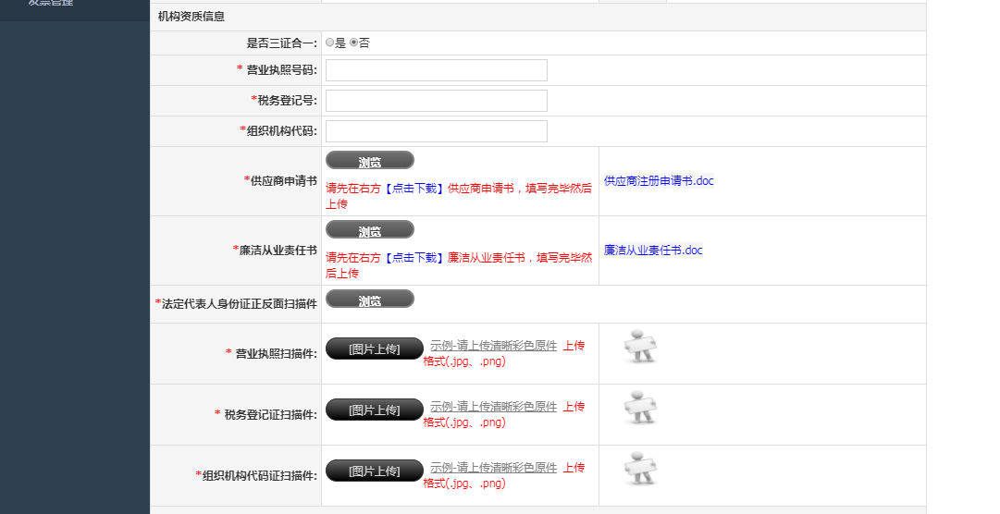 发票管理
机构资质信息
是否三证合一: 是 否
* 营业执照号码:
*税务登记号:
*组织机构代码:
*供应商申请书
浏览
请先在右方【点击下载】供应商申请书，填写完毕然后
上传
供应商注册申请书.doc
*廉洁从业责任书
浏览
请先在右方【点击下载】廉洁从业责任书，填写完毕然
后上传
廉洁从业责任书.doc
*法定代表人身份证正反面扫描件
浏览
* 营业执照扫描件:
[图片上传] 示例-请上传清晰彩色原件 上传
格式(.jpg、.png)
* 税务登记证扫描件:
[图片上传] 示例-请上传清晰彩色原件 上传
格式(.jpg、.png)
*组织机构代码证扫描件:
[图片上传] 示例-请上传清晰彩色原件 上传
格式(.jpg、.png)